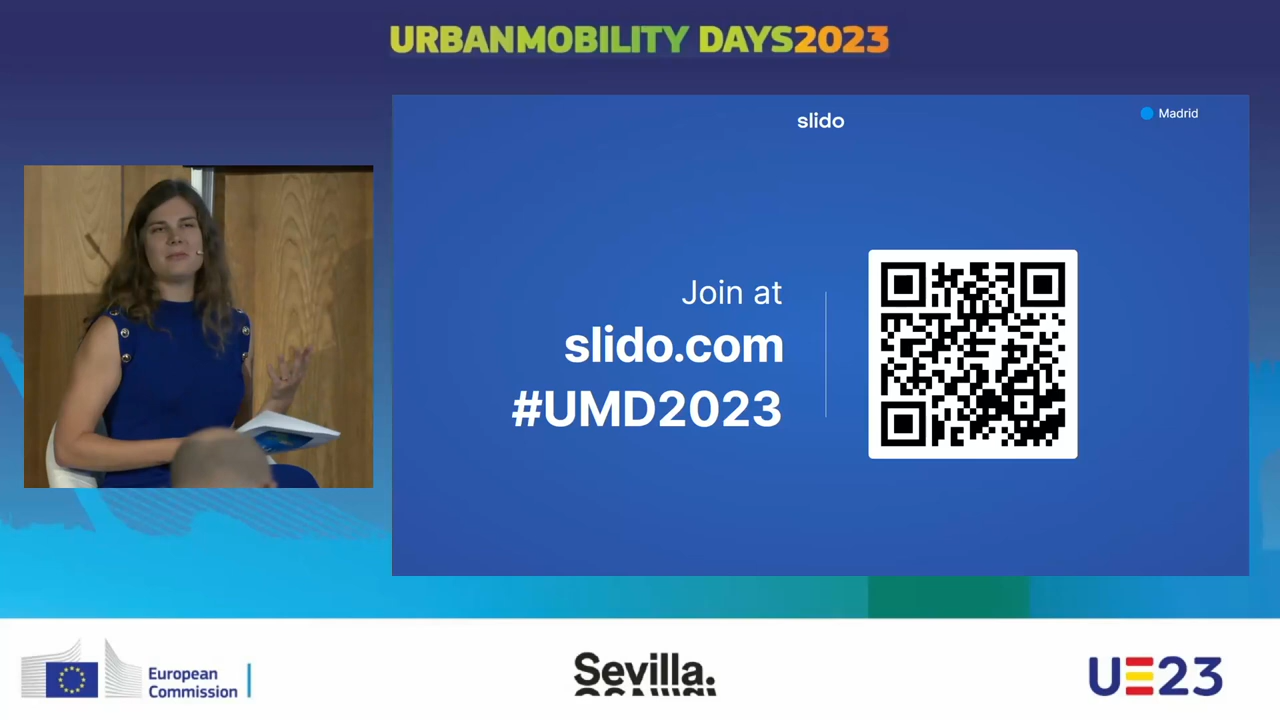 URBANMOBILITY DAYS2023
slido
Madrid
Join at
slido.com
#UMD2023
European
Commission
Sevilla.
UE23